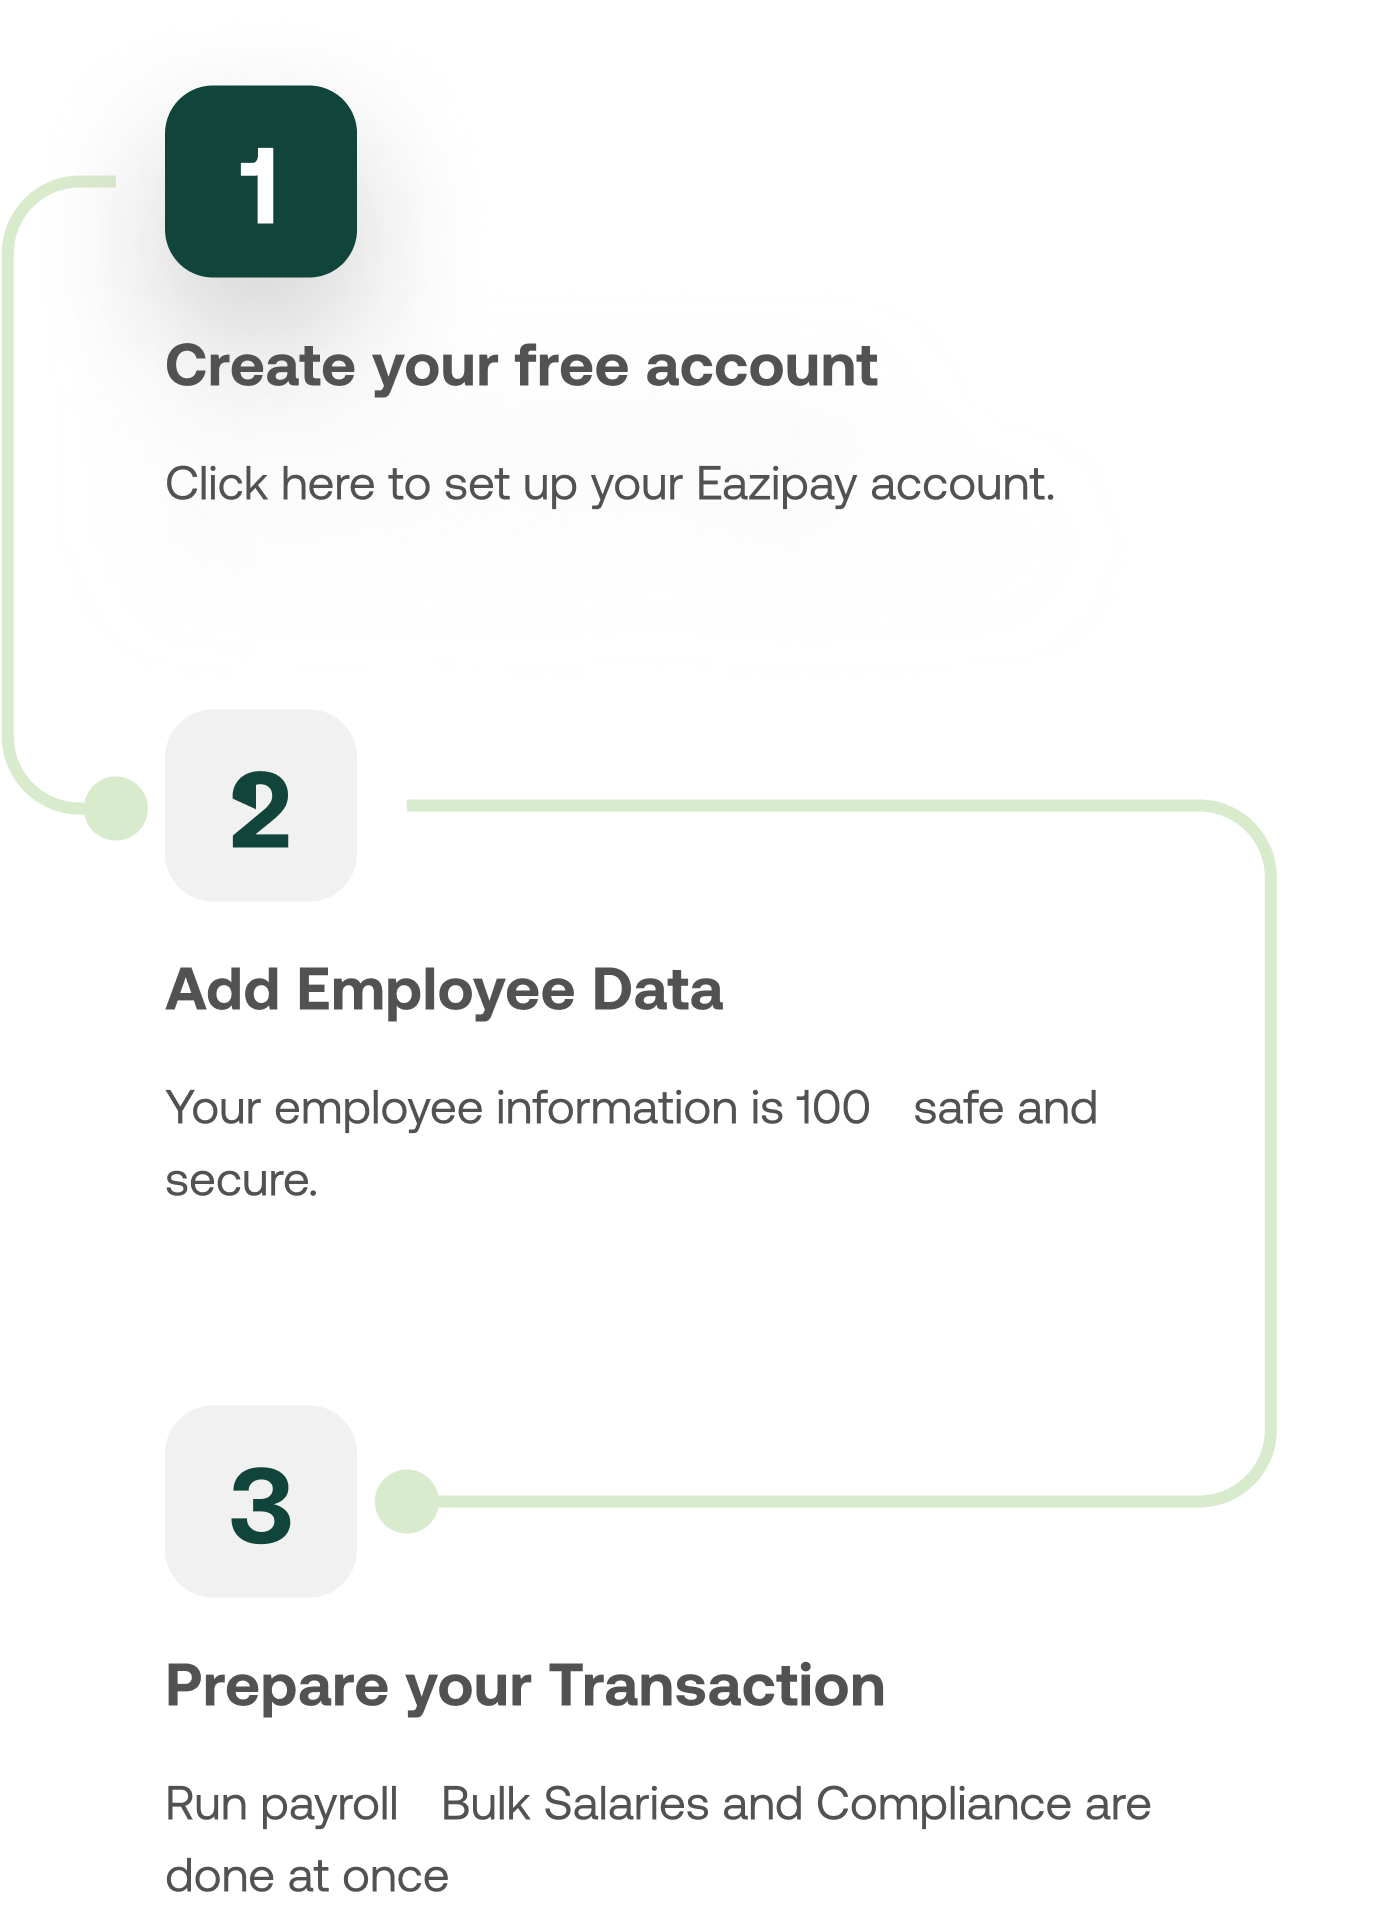 1
Create your free account
Click here to set up your Eazipay account.
2
Add Employee Data
Your employee information is 100 safe and
secure.
3
Prepare your Transaction
Run payroll Bulk Salaries and Compliance are
done at once